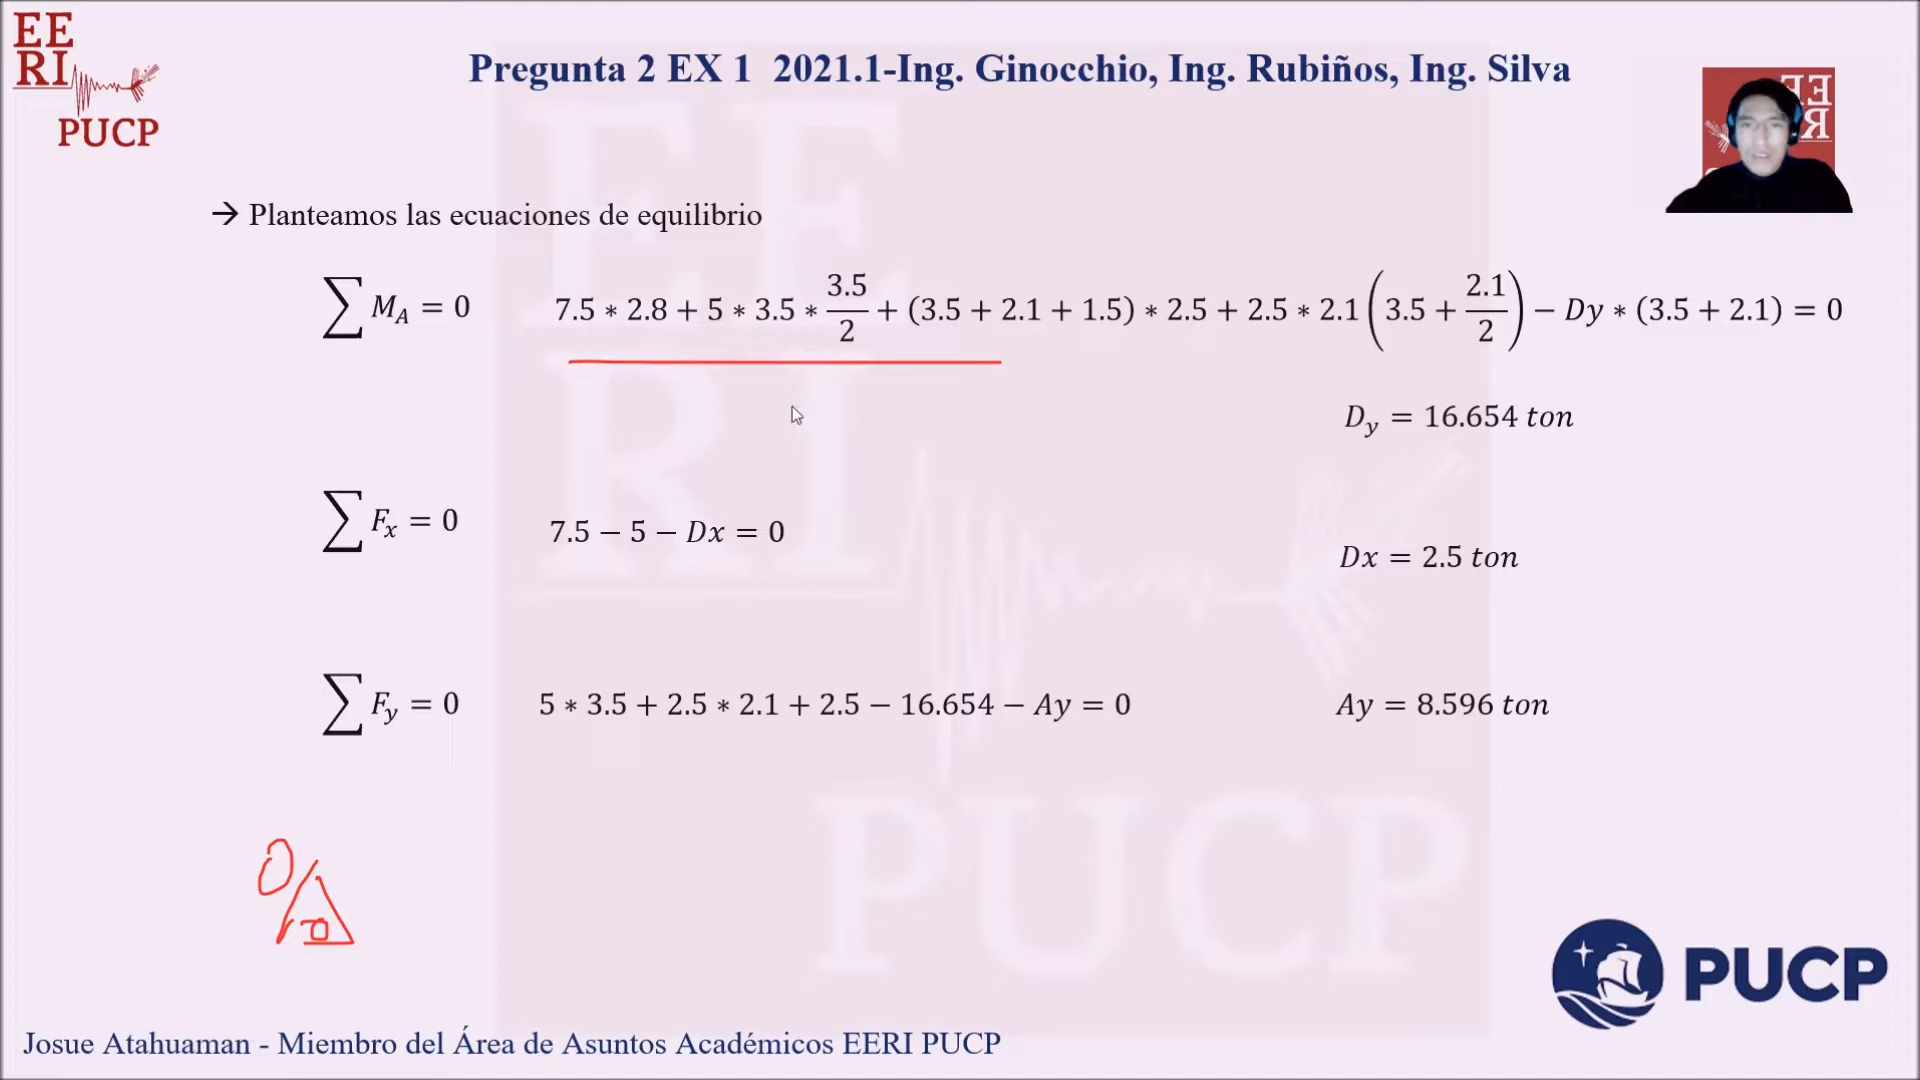 EE
RI
PUCP
Pregunta 2 EX 1 2021.1-Ing. Ginocchio, Ing. Rubiños, Ing. Silva
→ Planteamos las ecuaciones de equilibrio
∑ M_A = 0 7.5 * 2.8 + 5 * 3.5 * 3.5/2 + (3.5 + 2.1 + 1.5) * 2.5 + 2.5 * 2.1 (3.5 + 2.1/2) − Dy * (3.5 + 2.1) = 0
D_y = 16.654 ton
∑ F_x = 0 7.5 − 5 − Dx = 0
Dx = 2.5 ton
∑ F_y = 0 5 * 3.5 + 2.5 * 2.1 + 2.5 − 16.654 − Ay = 0 Ay = 8.596 ton
EE
RI
PUCP
PUCP
Josue Atahuaman - Miembro del Área de Asuntos Académicos EERI PUCP